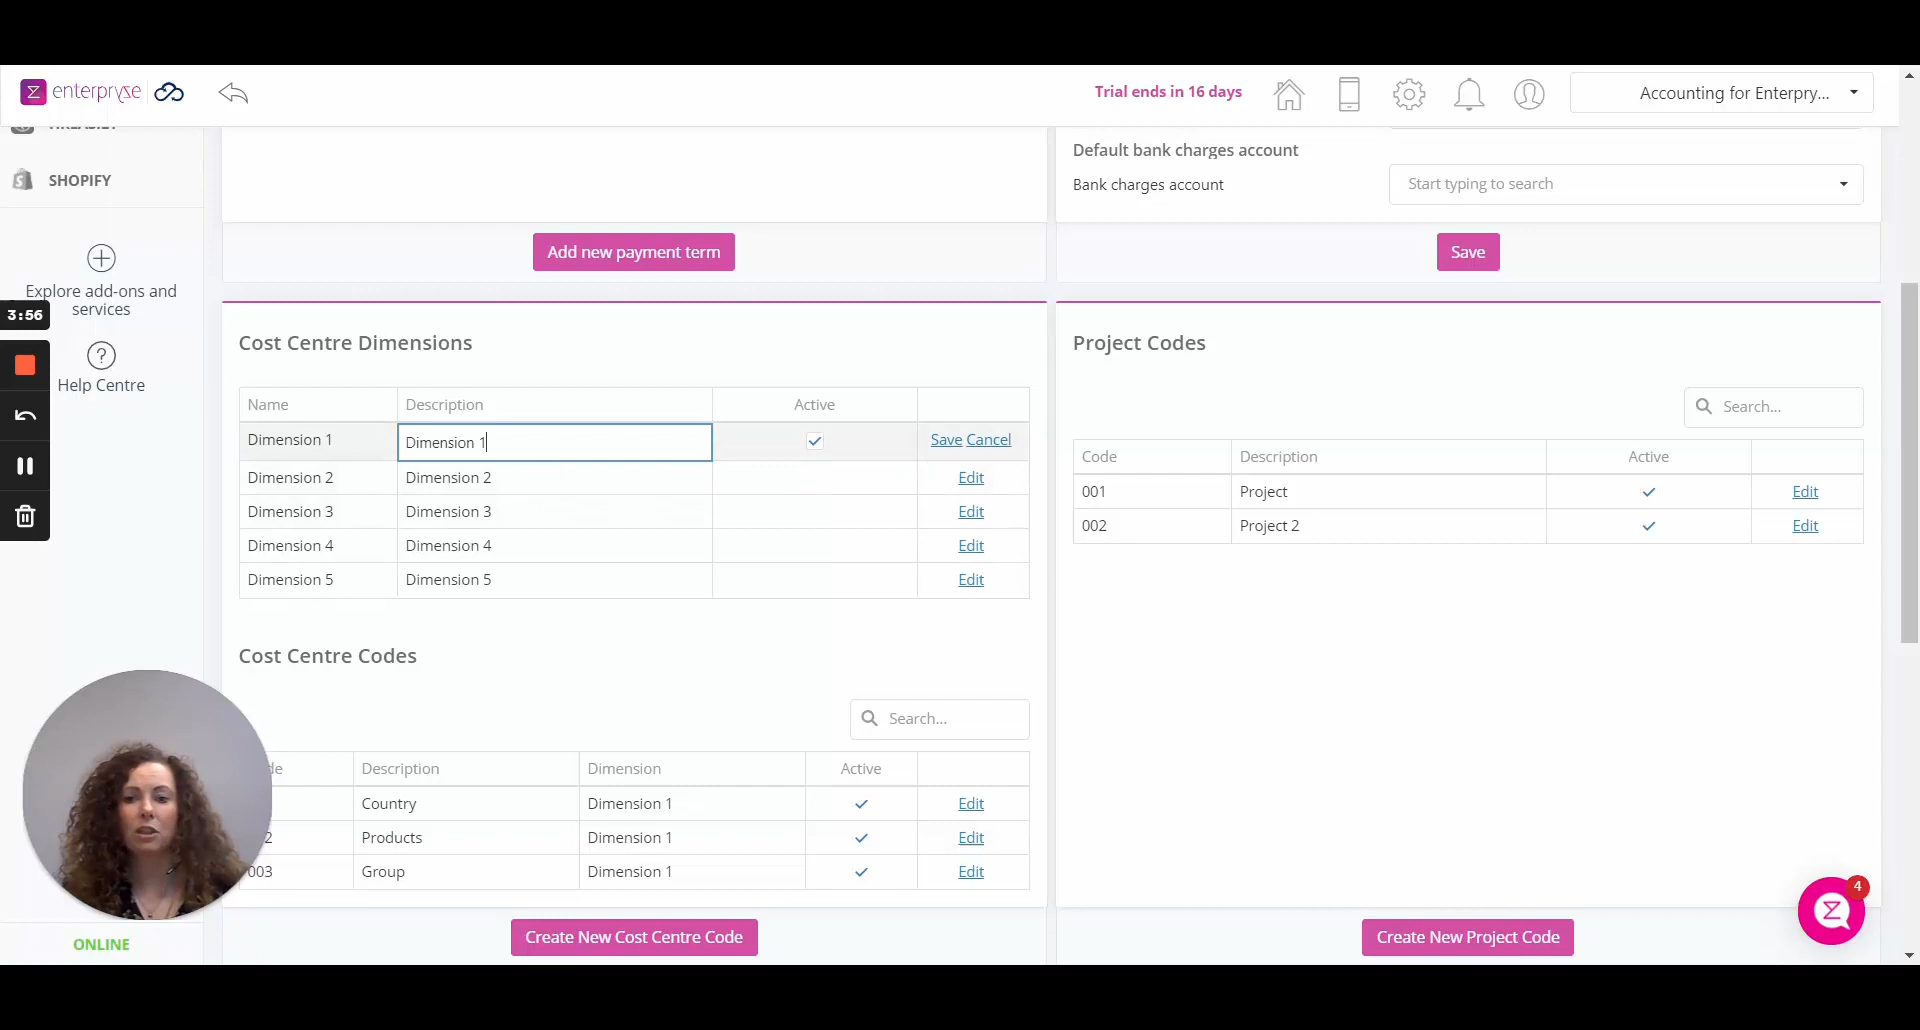 enterpryse
Trial ends in 16 days
Accounting for Enterpry...
SHOPIFY
Explore add-ons and
services
3:56
Help Centre
ONLINE
Default bank charges account
Bank charges account
Start typing to search
Add new payment term
Save
Cost Centre Dimensions
Name Description Active
Dimension 1 Dimension 1 Save Cancel
Dimension 2 Dimension 2 Edit
Dimension 3 Dimension 3 Edit
Dimension 4 Dimension 4 Edit
Dimension 5 Dimension 5 Edit
Cost Centre Codes
Search...
Description Dimension Active
Country Dimension 1 Edit
2 Products Dimension 1 Edit
003 Group Dimension 1 Edit
Create New Cost Centre Code
Project Codes
Search...
Code Description Active
001 Project Edit
002 Project 2 Edit
Create New Project Code
4